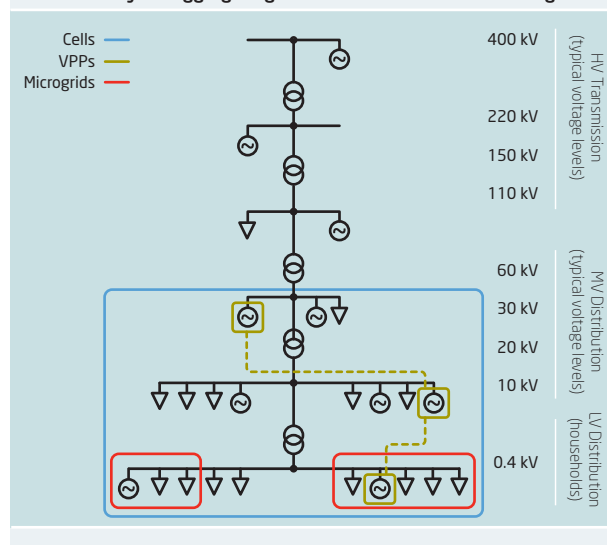 Cells
VPPs
Microgrids
400 kV
220 kV
150 kV
110 kV
60 kV
30 kV
20 kV
10 kV
0.4 kV
HV Transmission
(typical voltage levels)
MV Distribution
(typical voltage levels)
LV Distribution
(households)